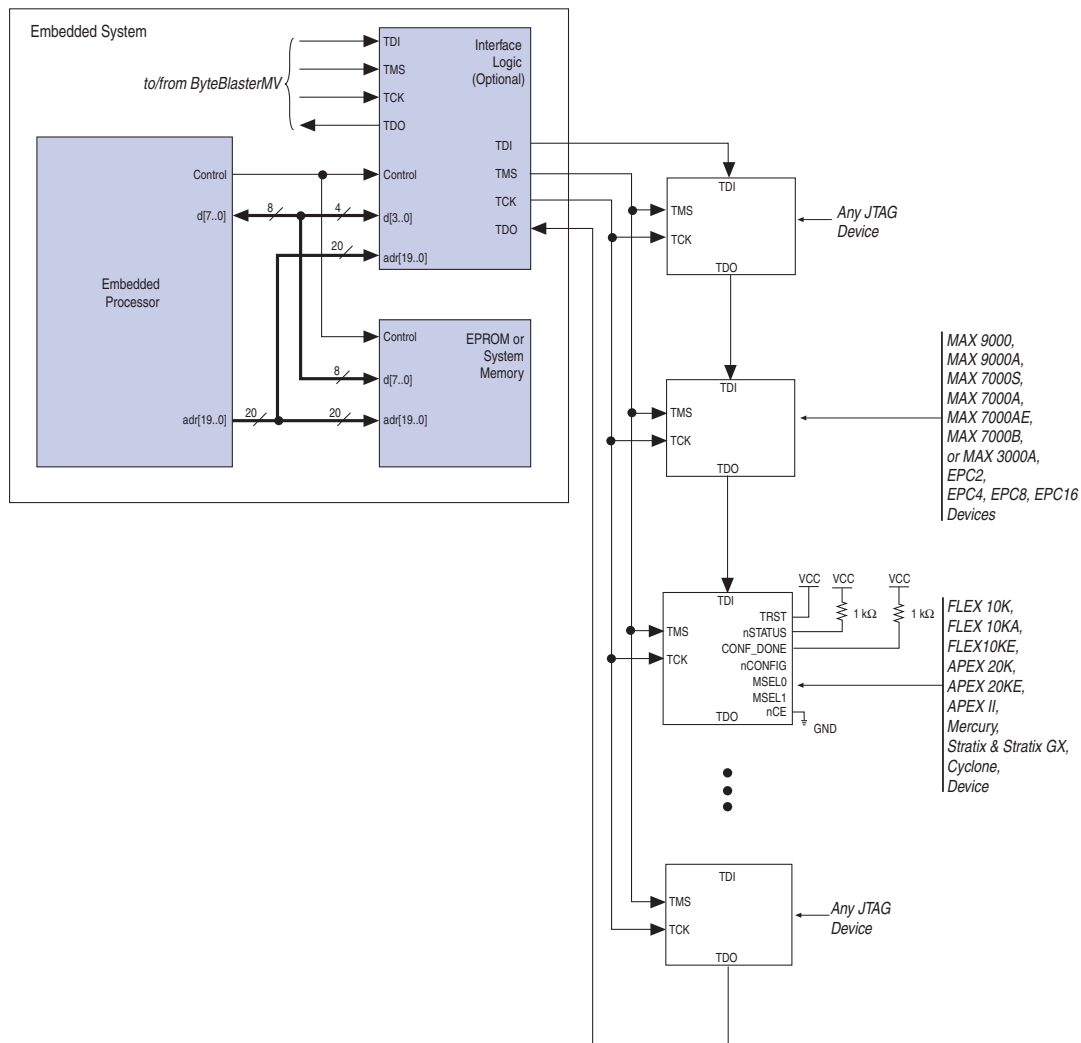 Embedded System
to/from ByteBlasterMV
TDI
TMS
TCK
TDO
Interface
Logic
(Optional)
TDI
TMS
TCK
TDO
Control
d[3..0]
adr[19..0]
Control
d[7..0]
adr[19..0]
Embedded
Processor
8
4
20
8
20
20
Control
d[7..0]
adr[19..0]
EPROM or
System
Memory
TDI
TMS
TCK
TDO
Any JTAG
Device
TDI
TMS
TCK
TDO
MAX 9000,
MAX 9000A,
MAX 7000S,
MAX 7000A,
MAX 7000AE,
MAX 7000B,
or MAX 3000A,
EPC2,
EPC4, EPC8, EPC16
Devices
TDI
TMS
TCK
TDO
TRST
nSTATUS
CONF_DONE
nCONFIG
MSEL0
MSEL1
nCE
VCC
VCC
VCC
1 kΩ
1 kΩ
GND
FLEX 10K,
FLEX 10KA,
FLEX10KE,
APEX 20K,
APEX 20KE,
APEX II,
Mercury,
Stratix & Stratix GX,
Cyclone,
Device
TDI
TMS
TCK
TDO
Any JTAG
Device